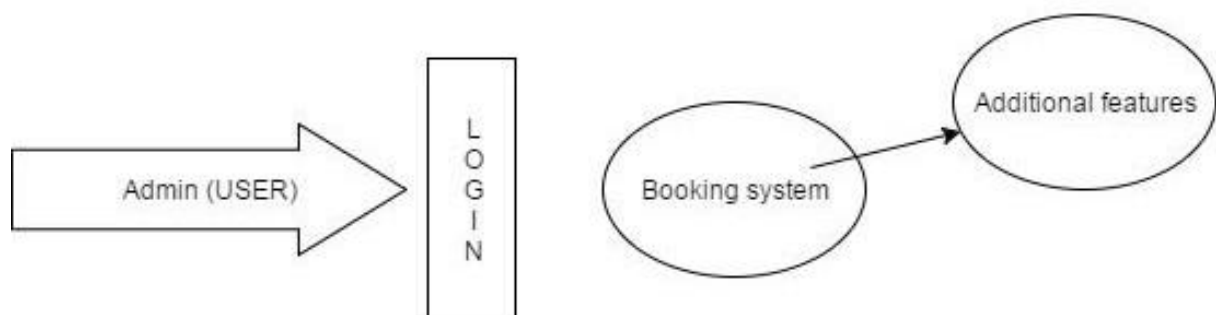 Admin (USER)
L
O
G
I
N
Booking system
Additional features